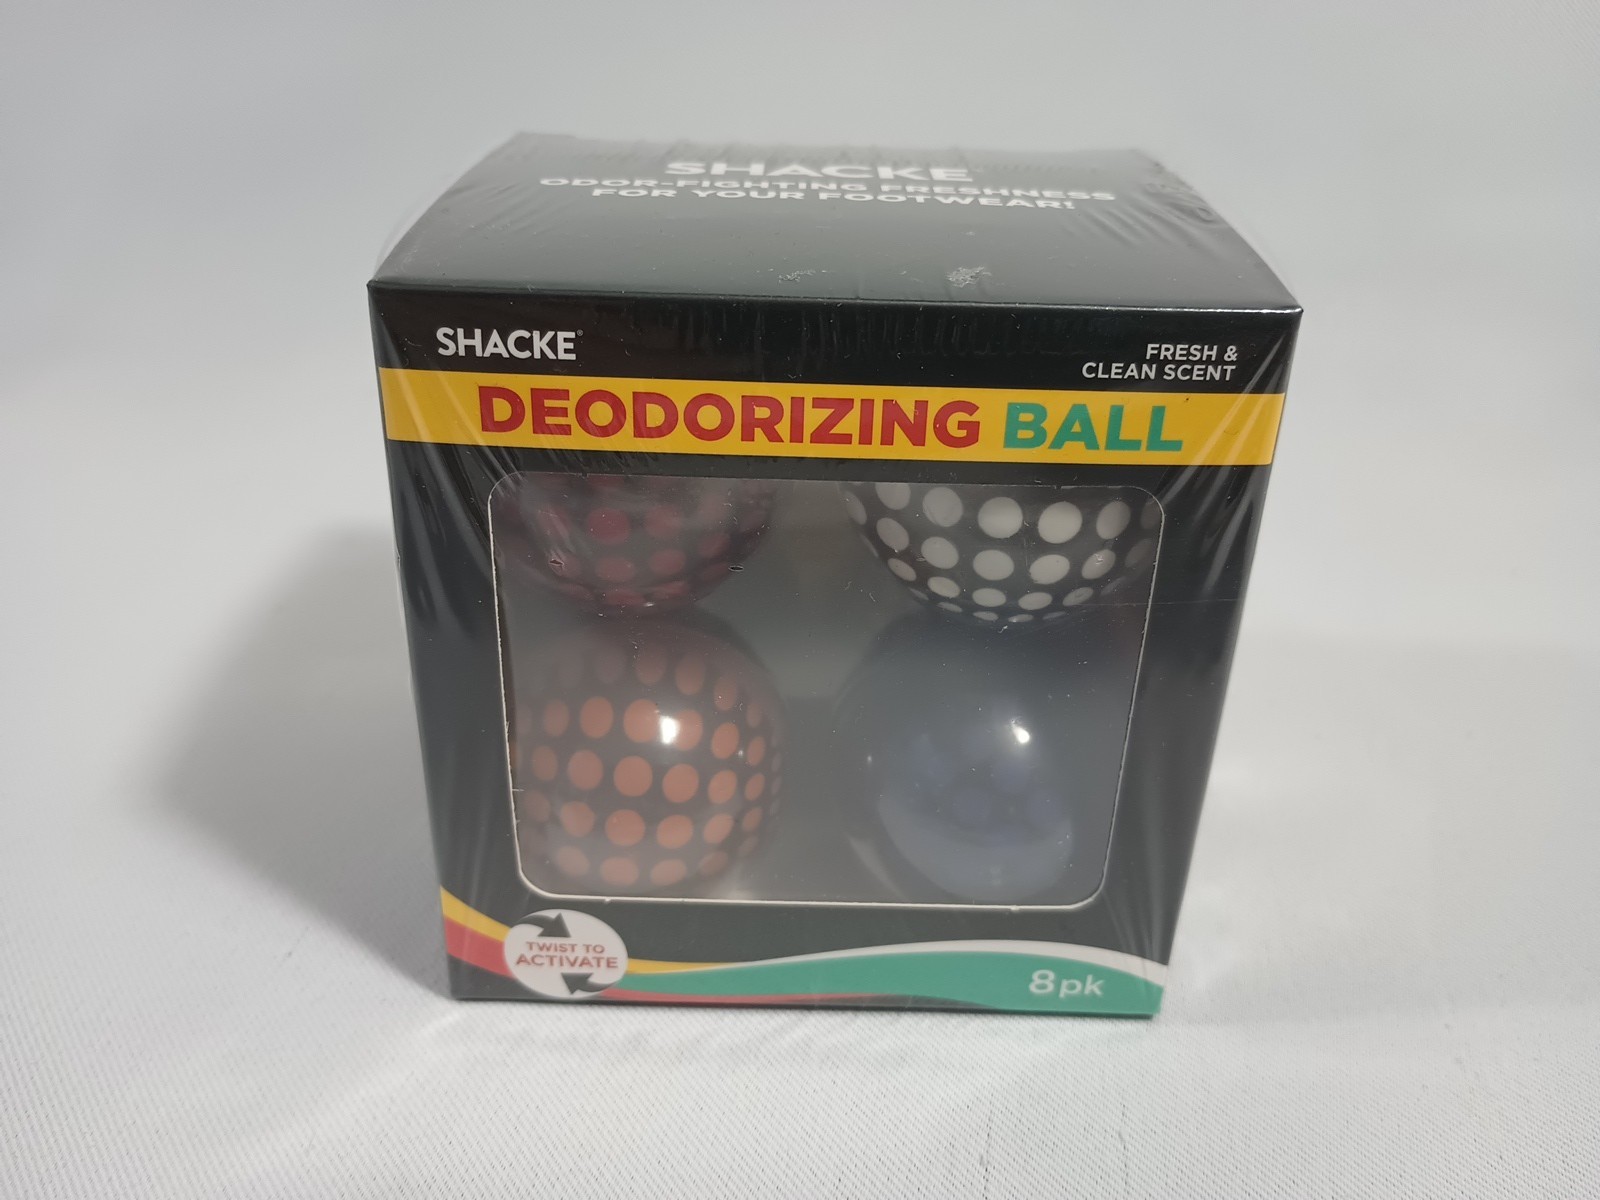 SHACKE
ODOR-FIGHTING FRESHNESS
FOR YOUR FOOTWEAR!
SHACKE®
FRESH &
CLEAN SCENT
DEODORIZING BALL
TWIST TO
ACTIVATE
8pk